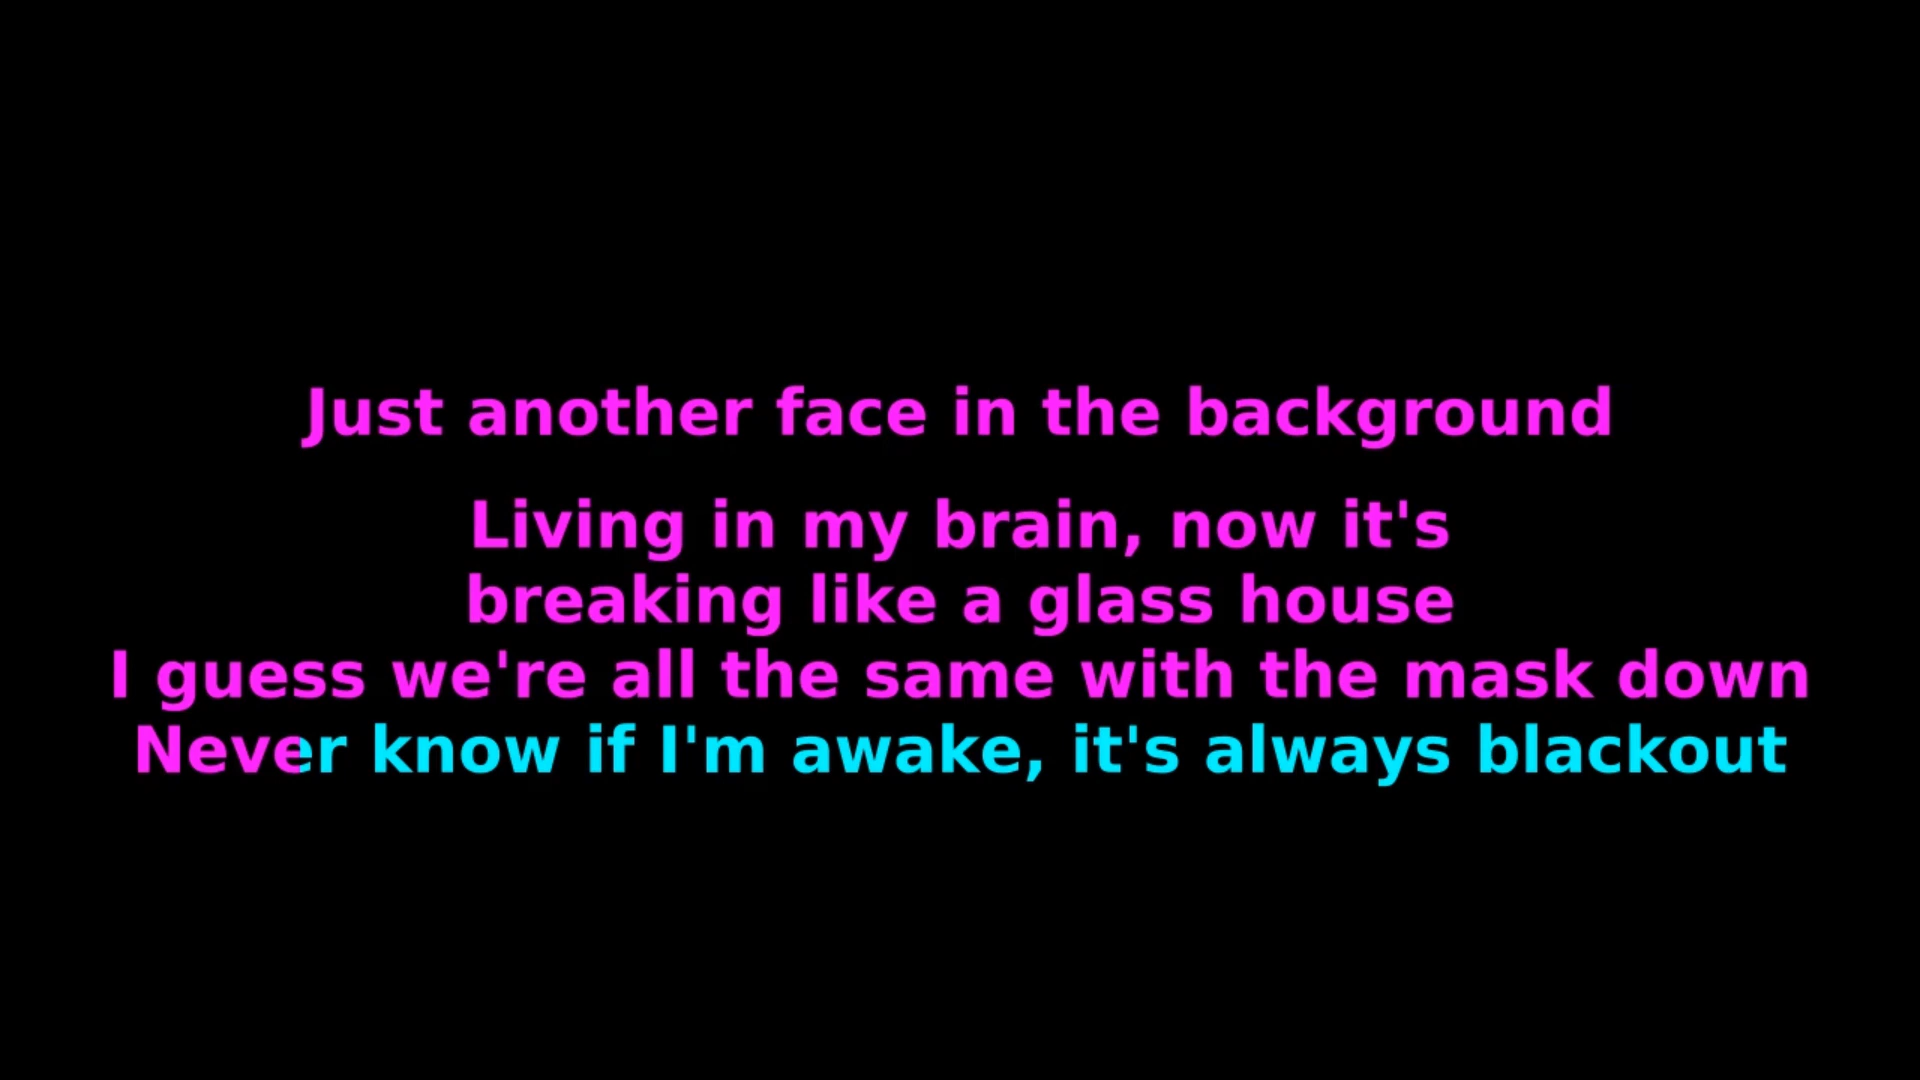 Just another face in the background
Living in my brain, now it's
breaking like a glass house
I guess we're all the same with the mask down
Never know if I'm awake, it's always blackout